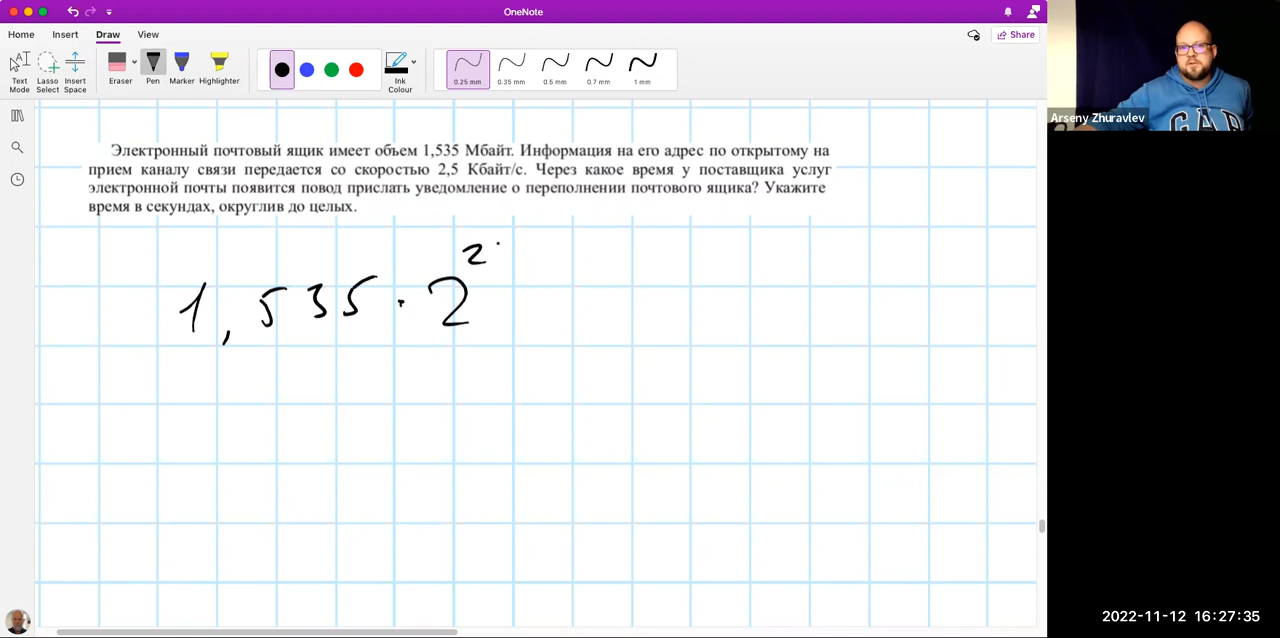 OneNote
Home Insert Draw View
Share
Text Mode
Lasso Select
Insert Space
Eraser
Pen
Marker
Highlighter
Ink Colour
0.25 mm
0.35 mm
0.5 mm
0.7 mm
1 mm
Arseny Zhuravlev
GAP
Электронный почтовый ящик имеет объем 1,535 Мбайт. Информация на его адрес по открытому на
прием каналу связи передается со скоростью 2,5 Кбайт/с. Через какое время у поставщика услуг
электронной почты появится повод прислать уведомление о переполнении почтового ящика? Укажите
время в секундах, округлив до целых.
1,535 · 2²
2022-11-12 16:27:35